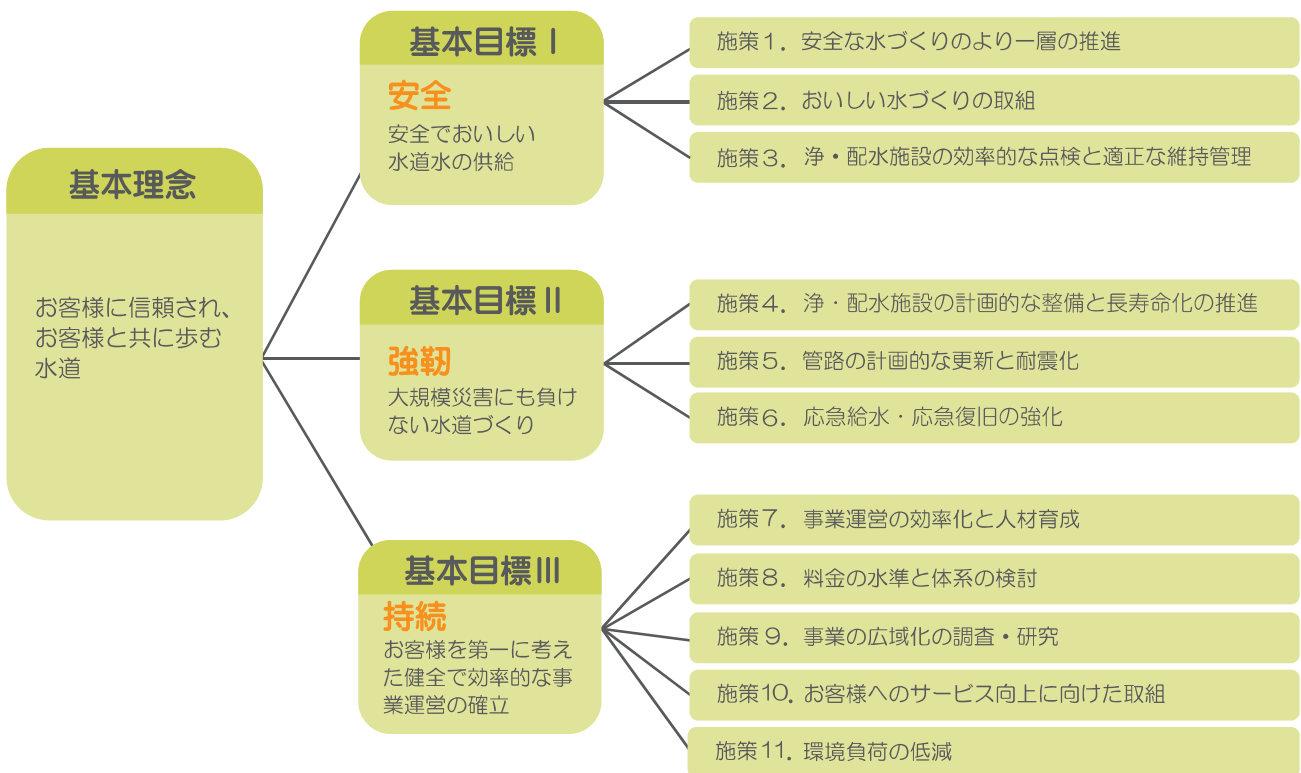 基本理念
お客様に信頼され、
お客様と共に歩む
水道
基本目標Ⅰ
安全
安全でおいしい
水道水の供給
施策1．安全な水づくりのより一層の推進
施策2．おいしい水づくりの取組
施策3．浄・配水施設の効率的な点検と適正な維持管理
基本目標Ⅱ
強靭
大規模災害にも負け
ない水道づくり
施策4．浄・配水施設の計画的な整備と長寿命化の推進
施策5．管路の計画的な更新と耐震化
施策6．応急給水・応急復旧の強化
基本目標Ⅲ
持続
お客様を第一に考え
た健全で効率的な事
業運営の確立
施策7．事業運営の効率化と人材育成
施策8．料金の水準と体系の検討
施策9．事業の広域化の調査・研究
施策10．お客様へのサービス向上に向けた取組
施策11．環境負荷の低減